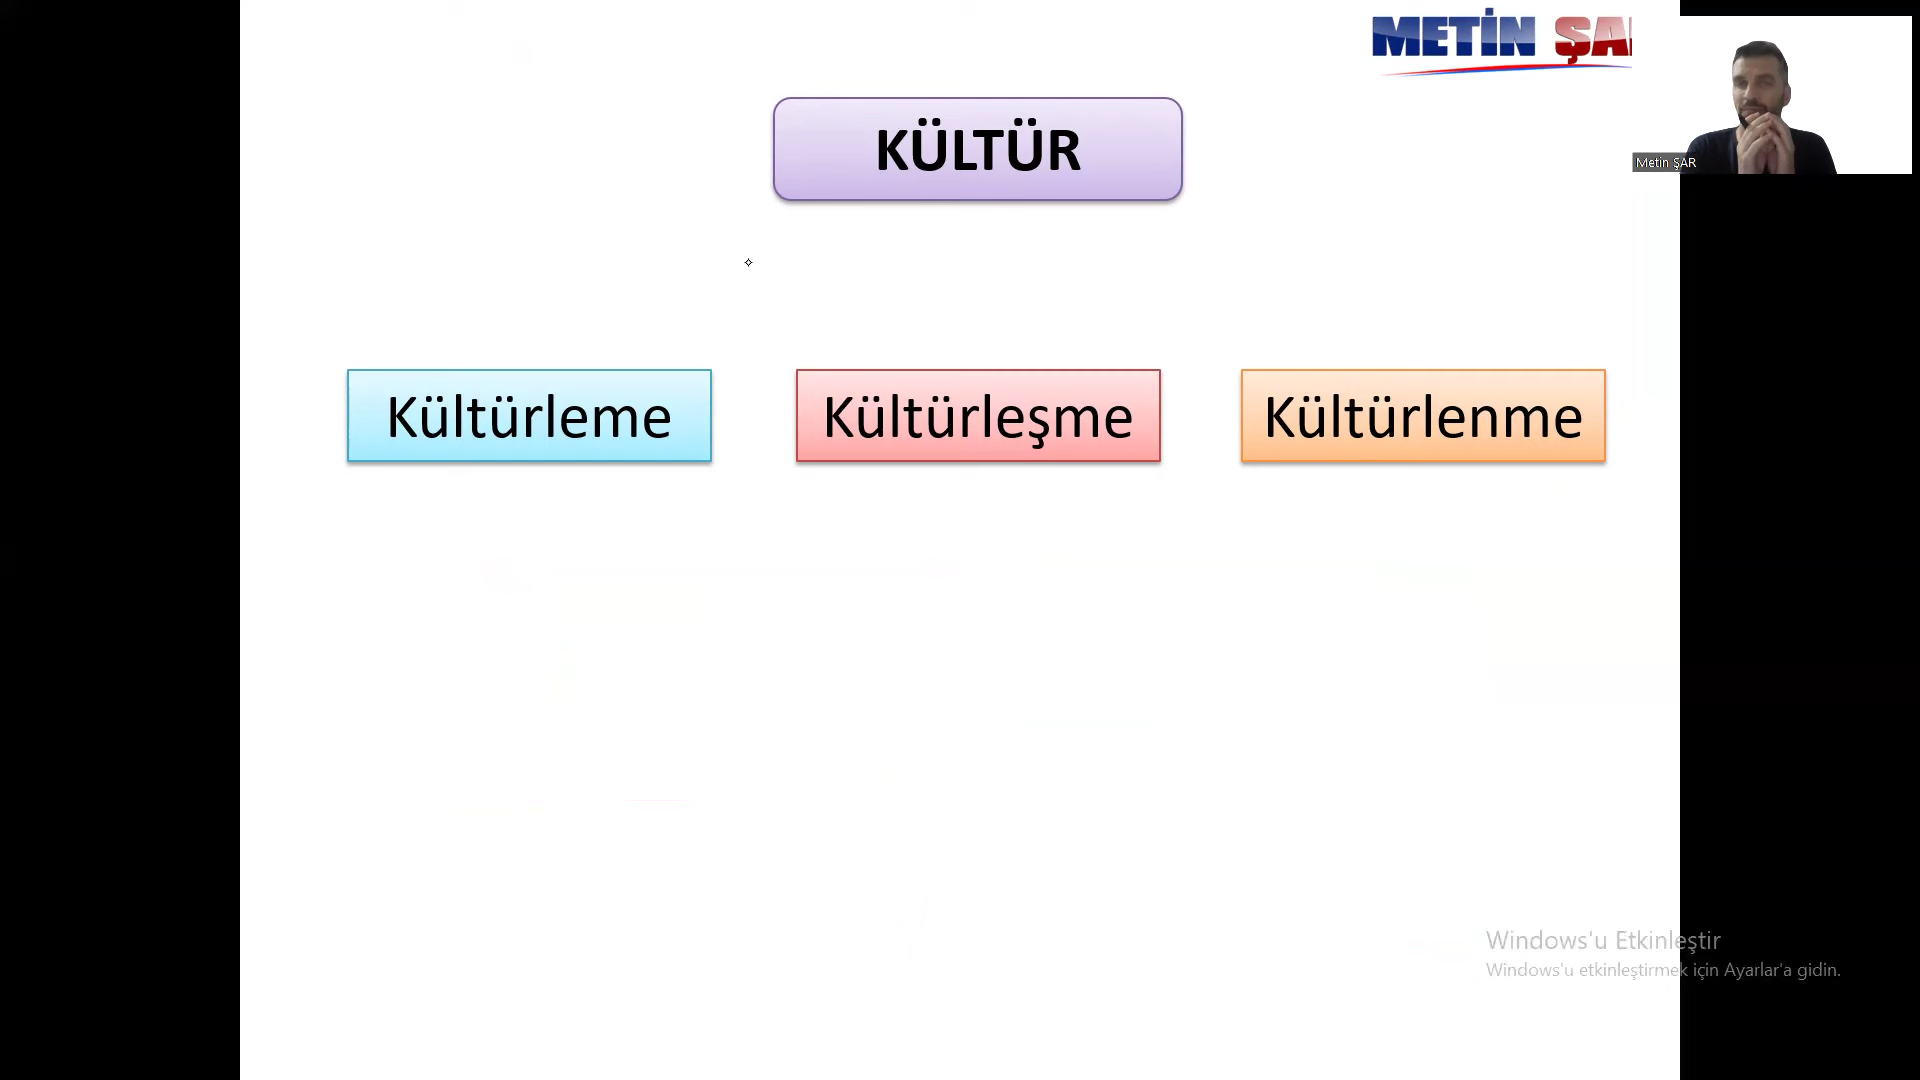 METİN ŞA
KÜLTÜR
Metin ŞAR
Kültürleme
Kültürleşme
Kültürlenme
Windows'u Etkinleştir
Windows'u etkinleştirmek için Ayarlar'a gidin.